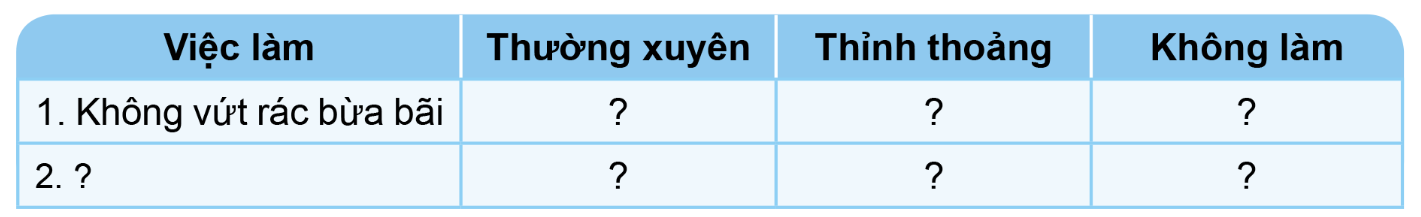 Việc làm Thường xuyên Thỉnh thoảng Không làm
1. Không vứt rác bừa bãi ? ? ?
2. ? ? ? ?